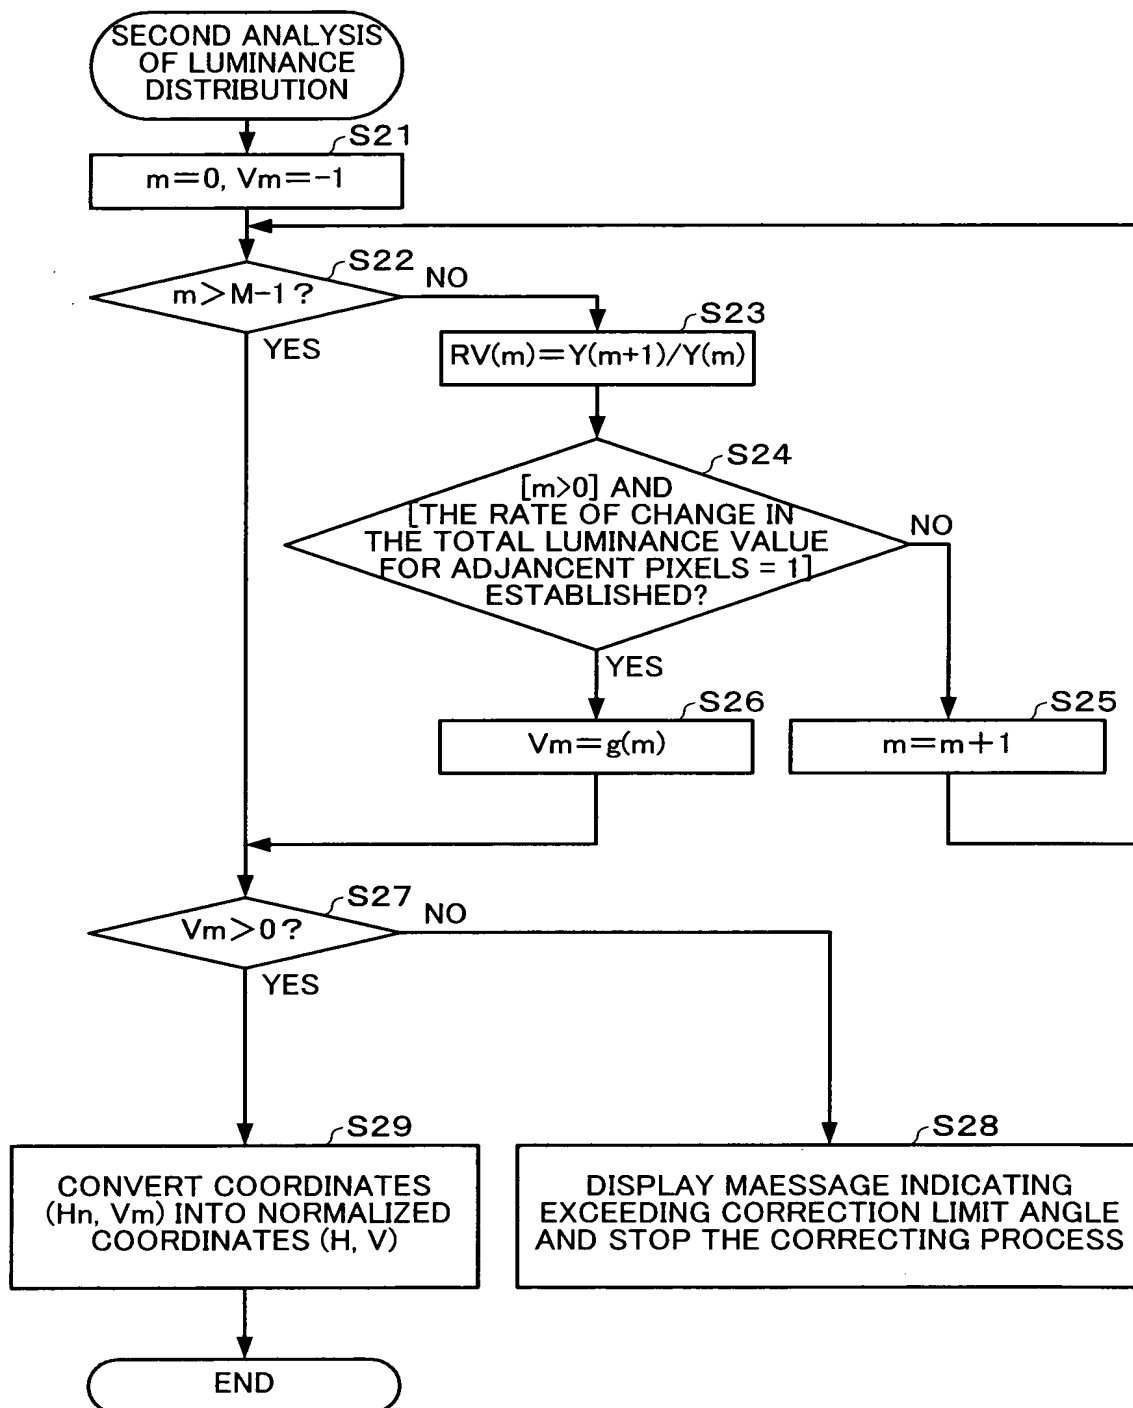 SECOND ANALYSIS
OF LUMINANCE
DISTRIBUTION
S21
m=0, Vm=-1
S22
m>M-1?
NO
YES
S23
RV(m)=Y(m+1)/Y(m)
S24
[m>0] AND
[THE RATE OF CHANGE IN
THE TOTAL LUMINANCE VALUE
FOR ADJANCENT PIXELS = 1]
ESTABLISHED?
NO
YES
S26
Vm=g(m)
S25
m=m+1
S27
Vm>0?
NO
YES
S29
CONVERT COORDINATES
(Hn, Vm) INTO NORMALIZED
COORDINATES (H, V)
S28
DISPLAY MAESSAGE INDICATING
EXCEEDING CORRECTION LIMIT ANGLE
AND STOP THE CORRECTING PROCESS
END